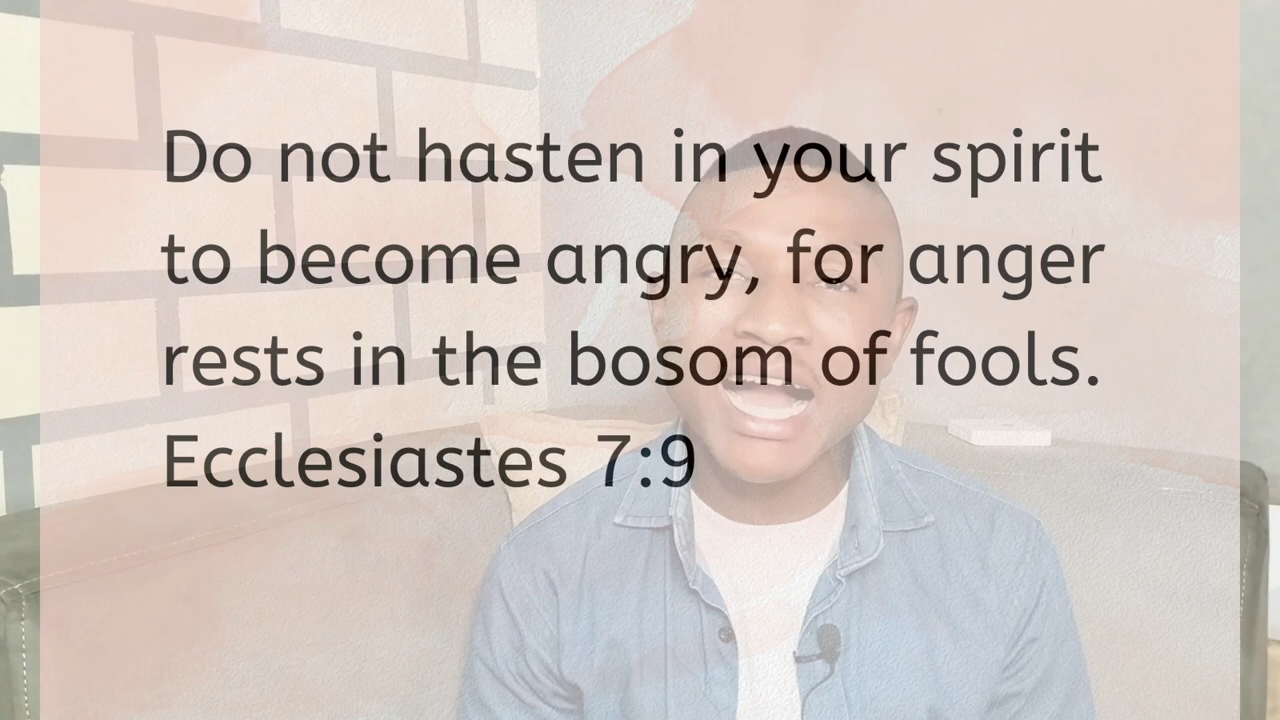 Do not hasten in your spirit
to become angry, for anger
rests in the bosom of fools.
Ecclesiastes 7:9